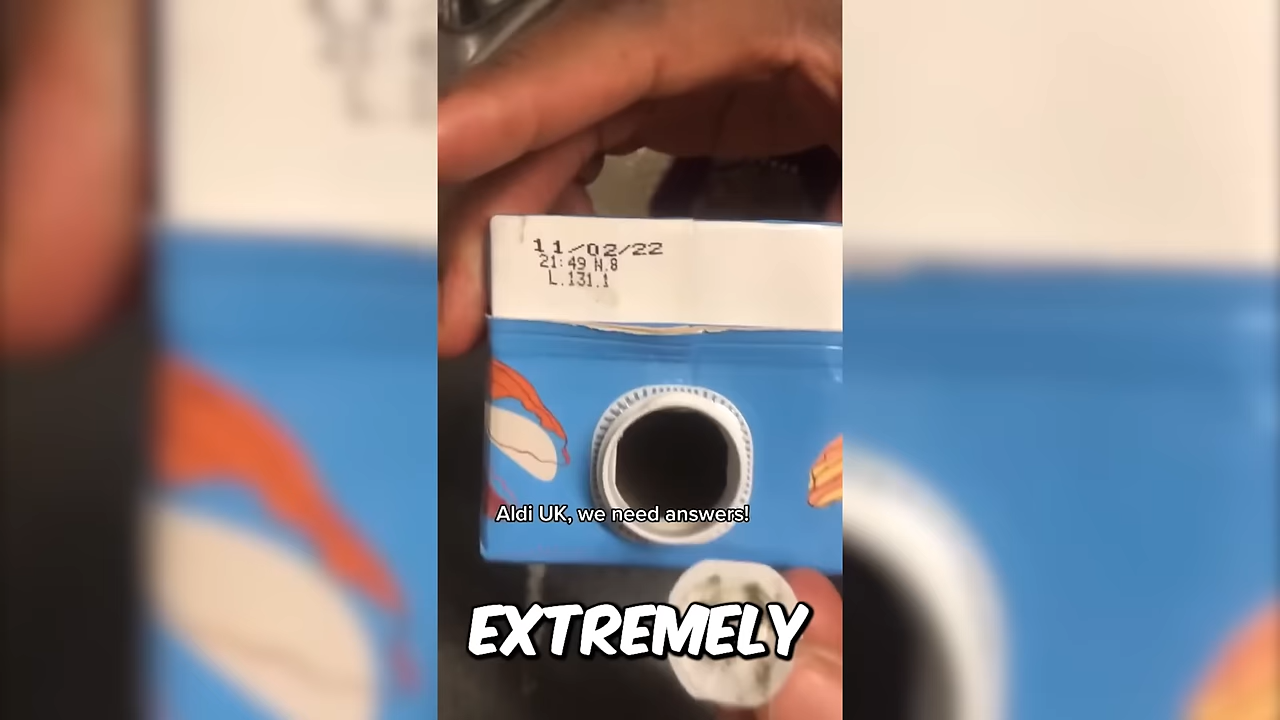 11/02/22
21:49 N.8
L.131.1
Aldi UK, we need answers!
EXTREMELY